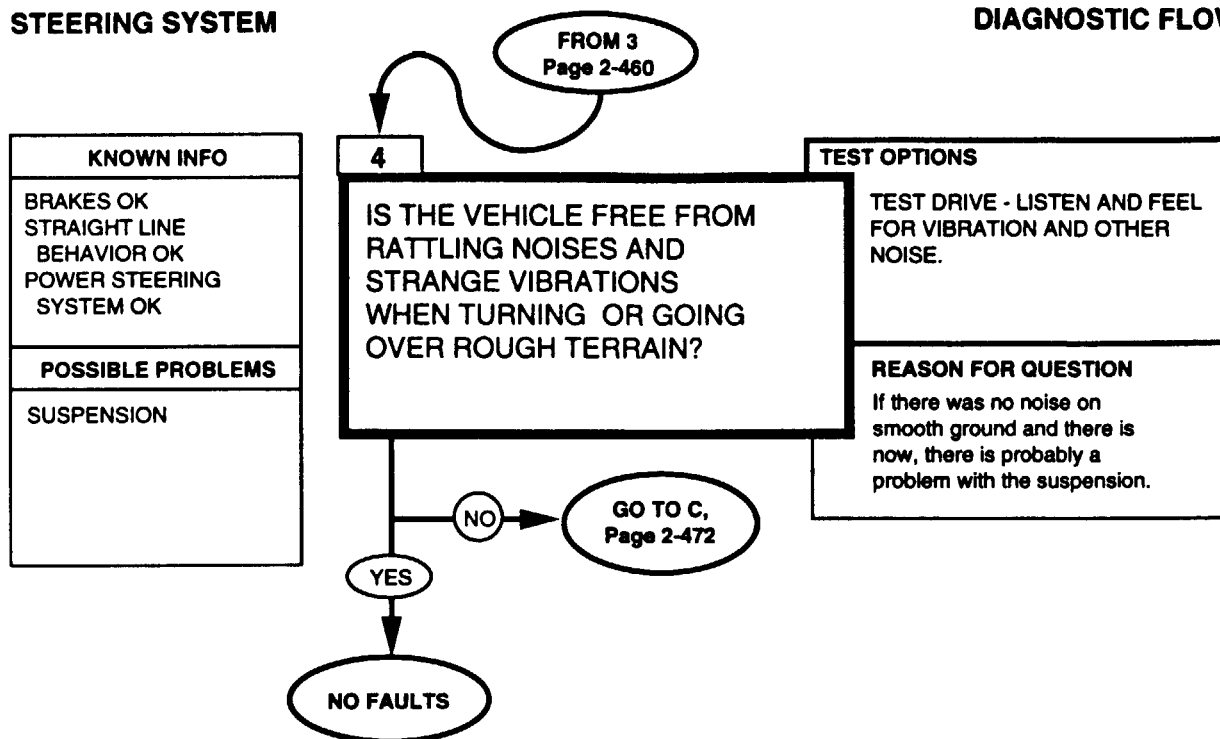 STEERING SYSTEM
DIAGNOSTIC FLOW
FROM 3
Page 2-460
KNOWN INFO
BRAKES OK
STRAIGHT LINE
BEHAVIOR OK
POWER STEERING
SYSTEM OK
POSSIBLE PROBLEMS
SUSPENSION
4
IS THE VEHICLE FREE FROM
RATTLING NOISES AND
STRANGE VIBRATIONS
WHEN TURNING OR GOING
OVER ROUGH TERRAIN?
TEST OPTIONS
TEST DRIVE - LISTEN AND FEEL
FOR VIBRATION AND OTHER
NOISE.
REASON FOR QUESTION
If there was no noise on
smooth ground and there is
now, there is probably a
problem with the suspension.
NO
GO TO C,
Page 2-472
YES
NO FAULTS